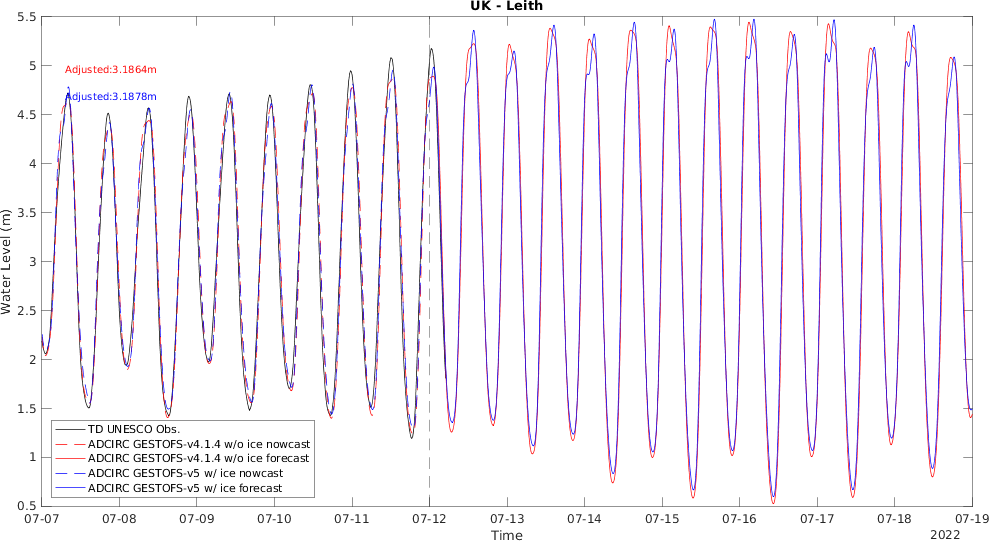 UK - Leith
5.5
5
4.5
4
3.5
3
2.5
2
1.5
1
0.5
Water Level (m)
Adjusted:3.1864m
Adjusted:3.1878m
TD UNESCO Obs.
ADCIRC GESTOFS-v4.1.4 w/o ice nowcast
ADCIRC GESTOFS-v4.1.4 w/o ice forecast
ADCIRC GESTOFS-v5 w/ ice nowcast
ADCIRC GESTOFS-v5 w/ ice forecast
07-07 07-08 07-09 07-10 07-11 07-12 07-13 07-14 07-15 07-16 07-17 07-18 07-19
Time
2022